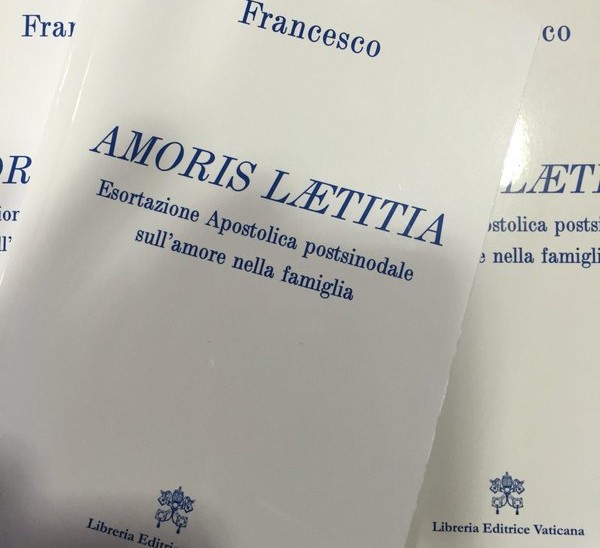 Francesco
AMORIS LÆTITIA
Esortazione Apostolica postsinodale
sull'amore nella famiglia
Libreria Editrice Vaticana